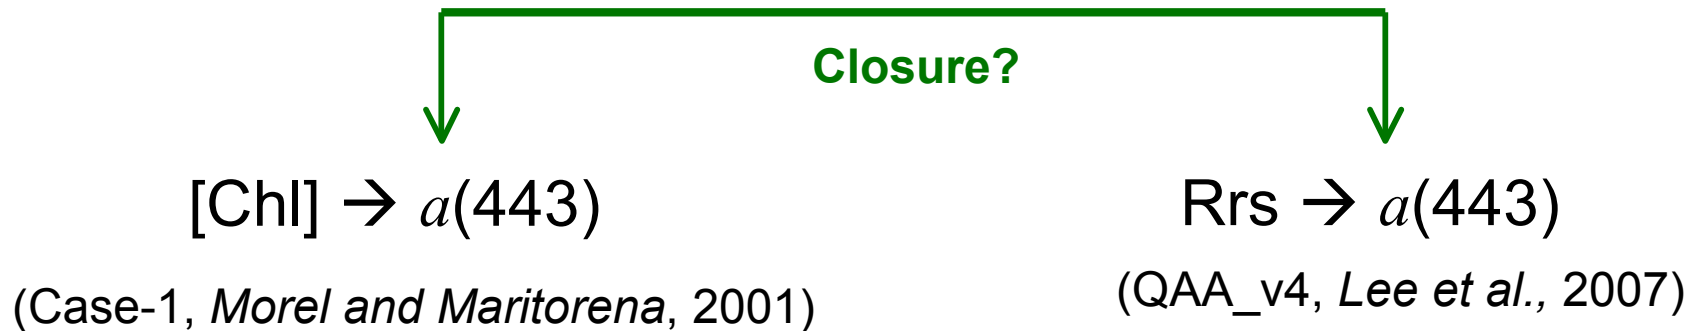 Closure?
[Chl] → a(443)
Rrs → a(443)
(Case-1, Morel and Maritorena, 2001)
(QAA_v4, Lee et al., 2007)